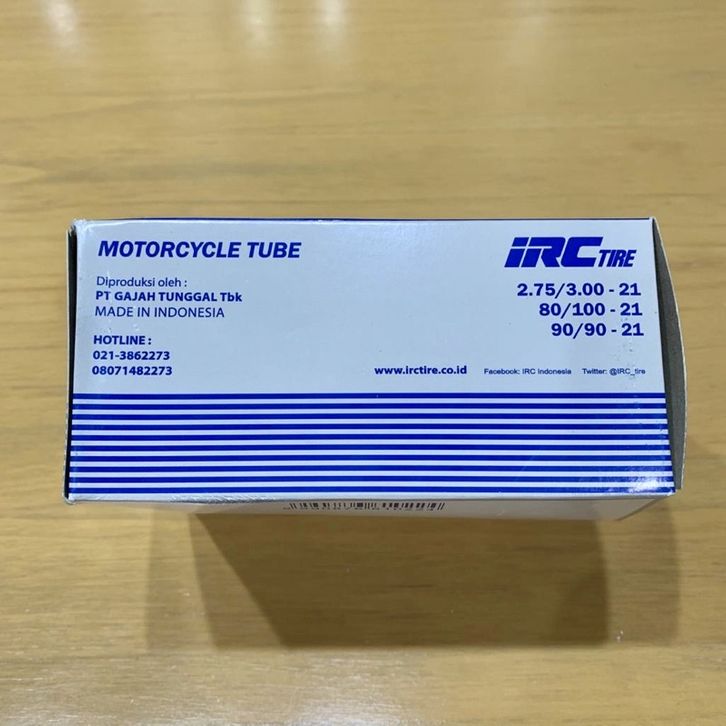 MOTORCYCLE TUBE
Diproduksi oleh :
PT GAJAH TUNGGAL Tbk
MADE IN INDONESIA
HOTLINE :
021-3862273
08071482273
iRC TIRE
2.75/3.00 - 21
80/100 - 21
90/90 - 21
www.irctire.co.id Facebook: IRC Indonesia Twitter: @IRC_tire